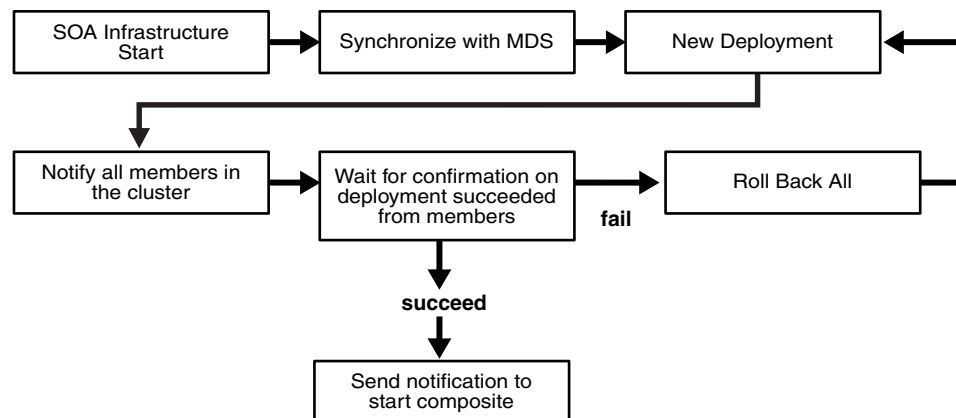 SOA Infrastructure
Start
Synchronize with MDS
New Deployment
Notify all members in
the cluster
Wait for confirmation on
deployment succeeded
from members
fail
Roll Back All
succeed
Send notification to
start composite